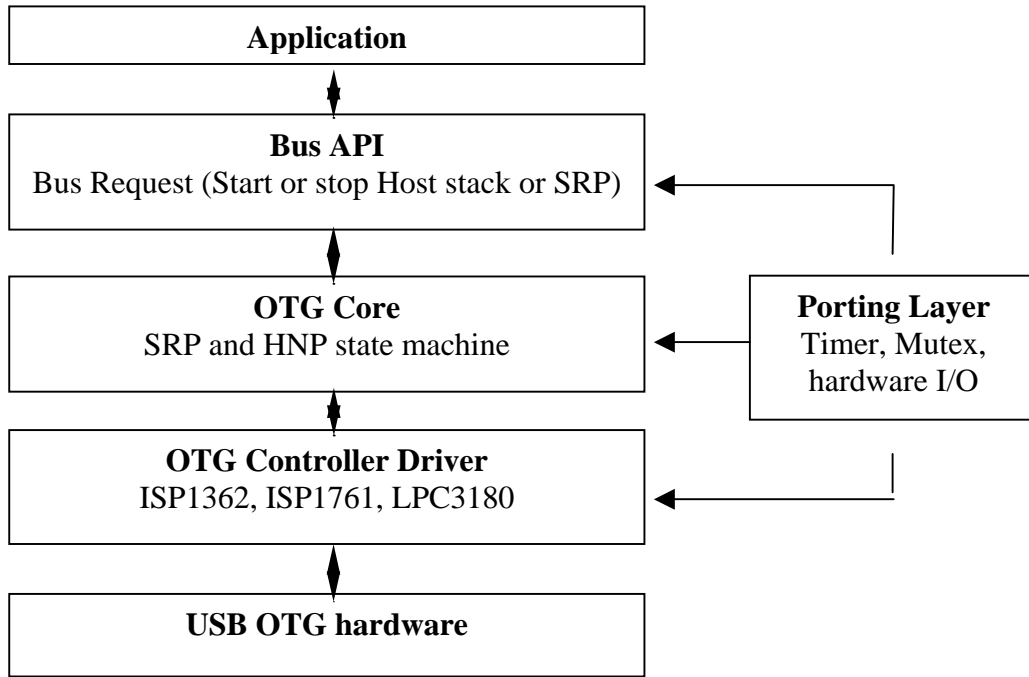 Application
Bus API
Bus Request (Start or stop Host stack or SRP)
OTG Core
SRP and HNP state machine
Porting Layer
Timer, Mutex,
hardware I/O
OTG Controller Driver
ISP1362, ISP1761, LPC3180
USB OTG hardware